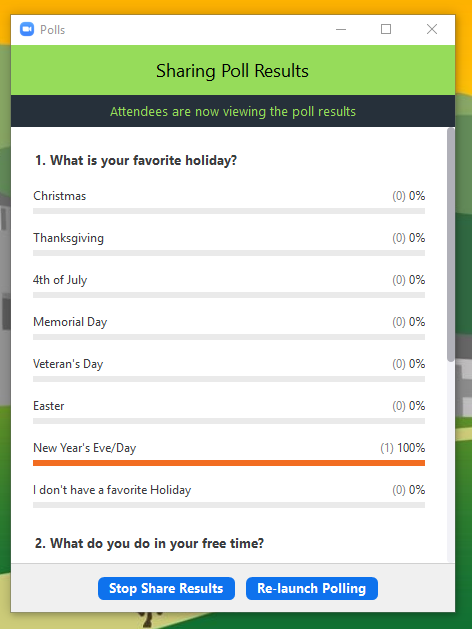 Polls
Sharing Poll Results
Attendees are now viewing the poll results
1. What is your favorite holiday?
Christmas (0) 0%
Thanksgiving (0) 0%
4th of July (0) 0%
Memorial Day (0) 0%
Veteran's Day (0) 0%
Easter (0) 0%
New Year's Eve/Day (1) 100%
I don't have a favorite Holiday (0) 0%
2. What do you do in your free time?
Stop Share Results Re-launch Polling